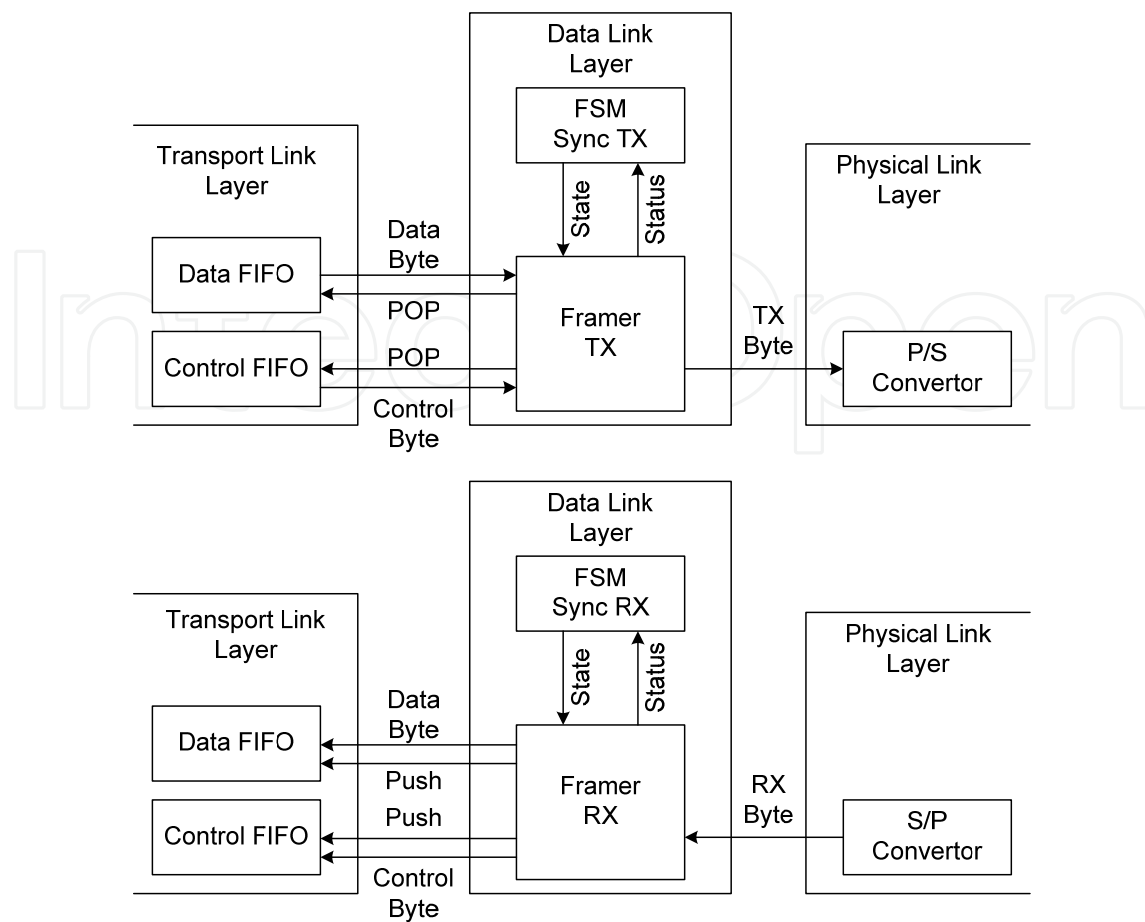 Data Link
Layer
FSM
Sync TX
Transport Link
Layer
Physical Link
Layer
State
Status
Data
Byte
Data FIFO
POP
Framer
TX
TX
Byte
POP
Control FIFO
P/S
Convertor
Control
Byte
IntechOpen
Data Link
Layer
FSM
Sync RX
Transport Link
Layer
Physical Link
Layer
State
Status
Data
Byte
Data FIFO
Push
Framer
RX
RX
Byte
Push
Control FIFO
S/P
Convertor
Control
Byte